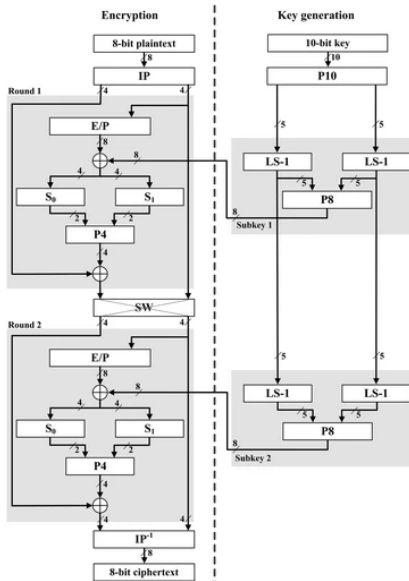 Encryption
Key generation
8-bit plaintext
10-bit key
8
10
IP
P10
4
4
Round 1
E/P
5
5
8
8
LS-1
LS-1
4
4
5
5
S0
S1
P8
2
2
8
Subkey 1
P4
4
SW
4
4
Round 2
5
5
E/P
8
8
LS-1
LS-1
4
4
5
5
S0
S1
P8
2
2
8
Subkey 2
P4
4
4
4
IP-1
8
8-bit ciphertext